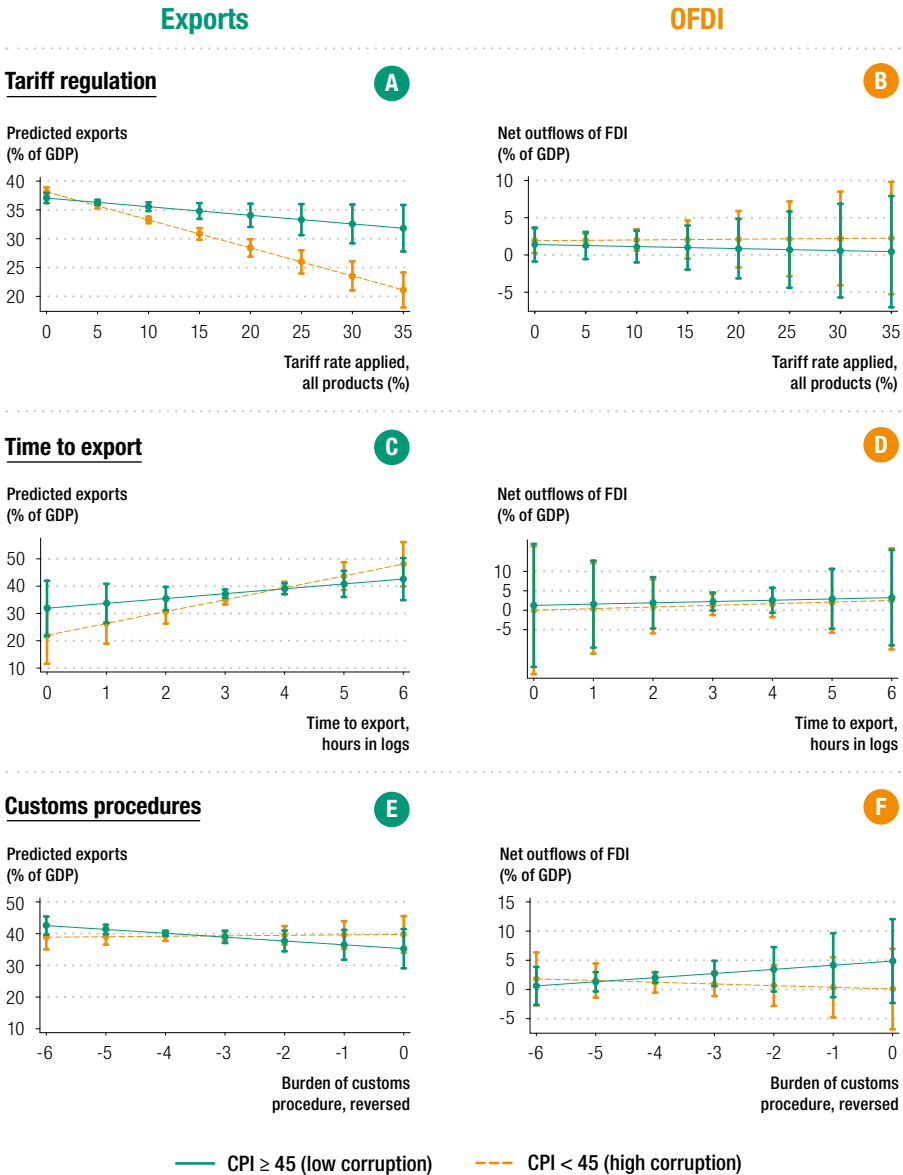 Exports
OFDI
Tariff regulation
A
B
Predicted exports
(% of GDP)
40
35
30
25
20
0 5 10 15 20 25 30 35
Tariff rate applied,
all products (%)
Net outflows of FDI
(% of GDP)
10
5
0
-5
0 5 10 15 20 25 30 35
Tariff rate applied,
all products (%)
Time to export
C
D
Predicted exports
(% of GDP)
50
40
30
20
10
0 1 2 3 4 5 6
Time to export,
hours in logs
Net outflows of FDI
(% of GDP)
10
5
0
-5
0 1 2 3 4 5 6
Time to export,
hours in logs
Customs procedures
E
F
Predicted exports
(% of GDP)
50
40
30
20
10
-6 -5 -4 -3 -2 -1 0
Burden of customs
procedure, reversed
Net outflows of FDI
(% of GDP)
15
10
5
0
-5
-6 -5 -4 -3 -2 -1 0
Burden of customs
procedure, reversed
CPI ≥ 45 (low corruption)
CPI < 45 (high corruption)